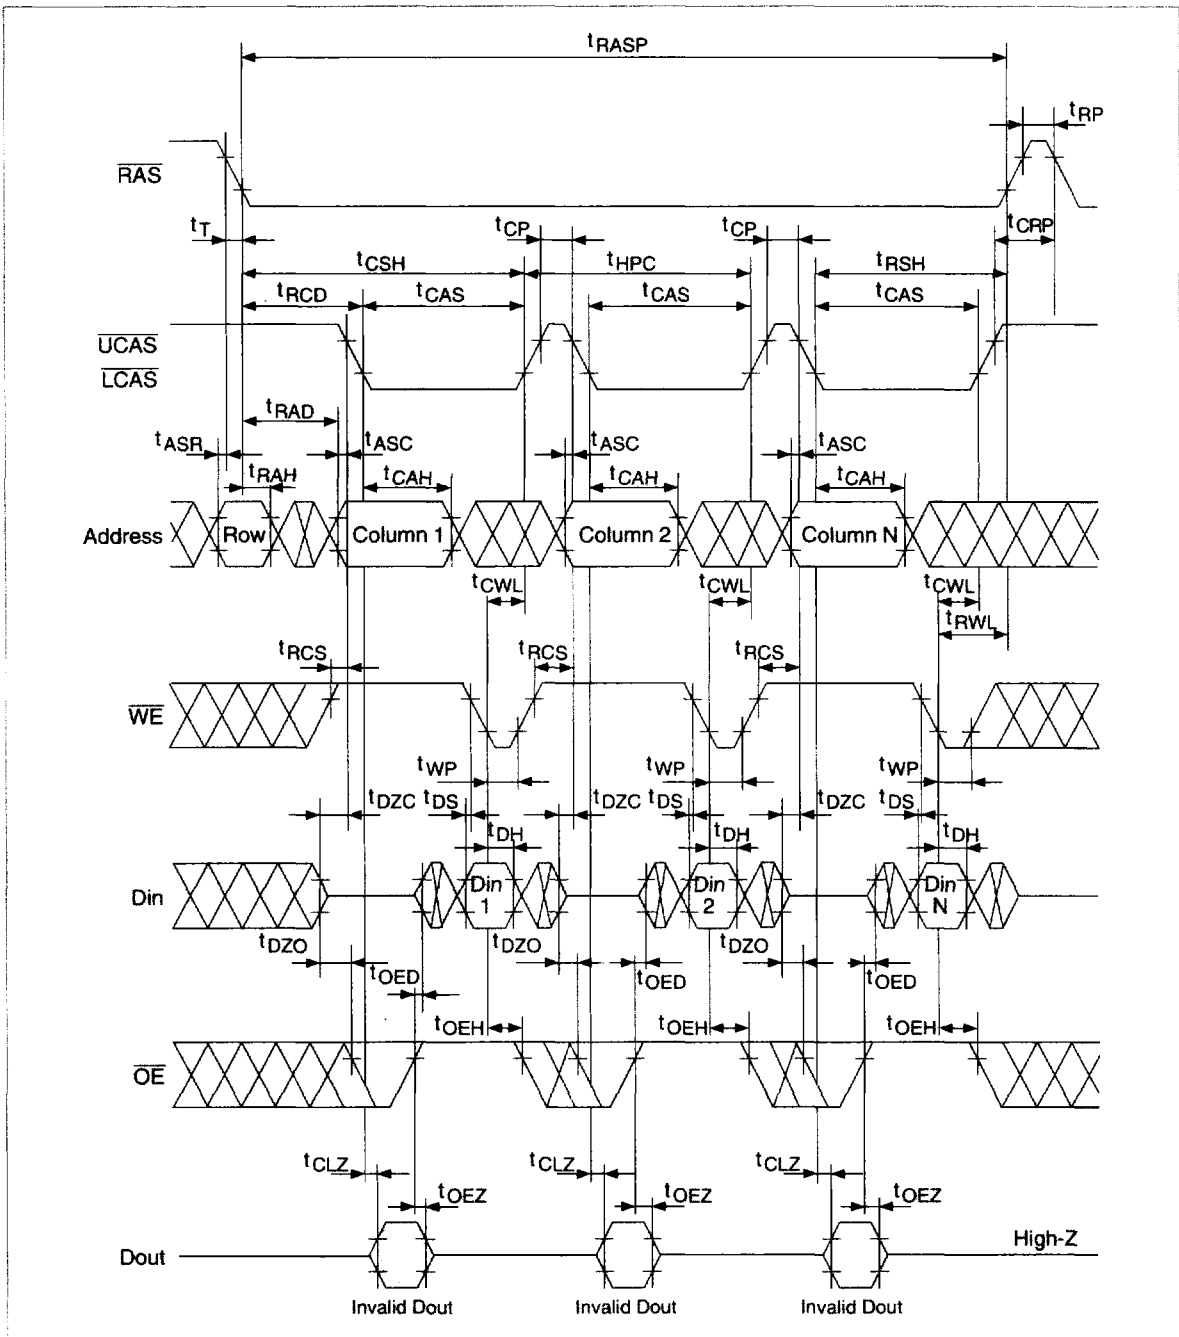 tRASP
tRP
RAS
tT
tCP
tCP
tCRP
tCSH
tHPC
tRSH
tRCD
tCAS
tCAS
tCAS
UCAS
LCAS
tRAD
tASR
tASC
tASC
tASC
tRAH
tCAH
tCAH
tCAH
Address
Row
Column 1
Column 2
Column N
tCWL
tCWL
tCWL
tRWL
tRCS
tRCS
tRCS
WE
tWP
tWP
tWP
tDZC
tDS
tDZC
tDS
tDZC
tDS
tDH
tDH
tDH
Din
Din 1
Din 2
Din N
tDZO
tDZO
tDZO
tOED
tOED
tOED
tOEH
tOEH
tOEH
OE
tCLZ
tCLZ
tCLZ
tOEZ
tOEZ
tOEZ
Dout
High-Z
Invalid Dout
Invalid Dout
Invalid Dout